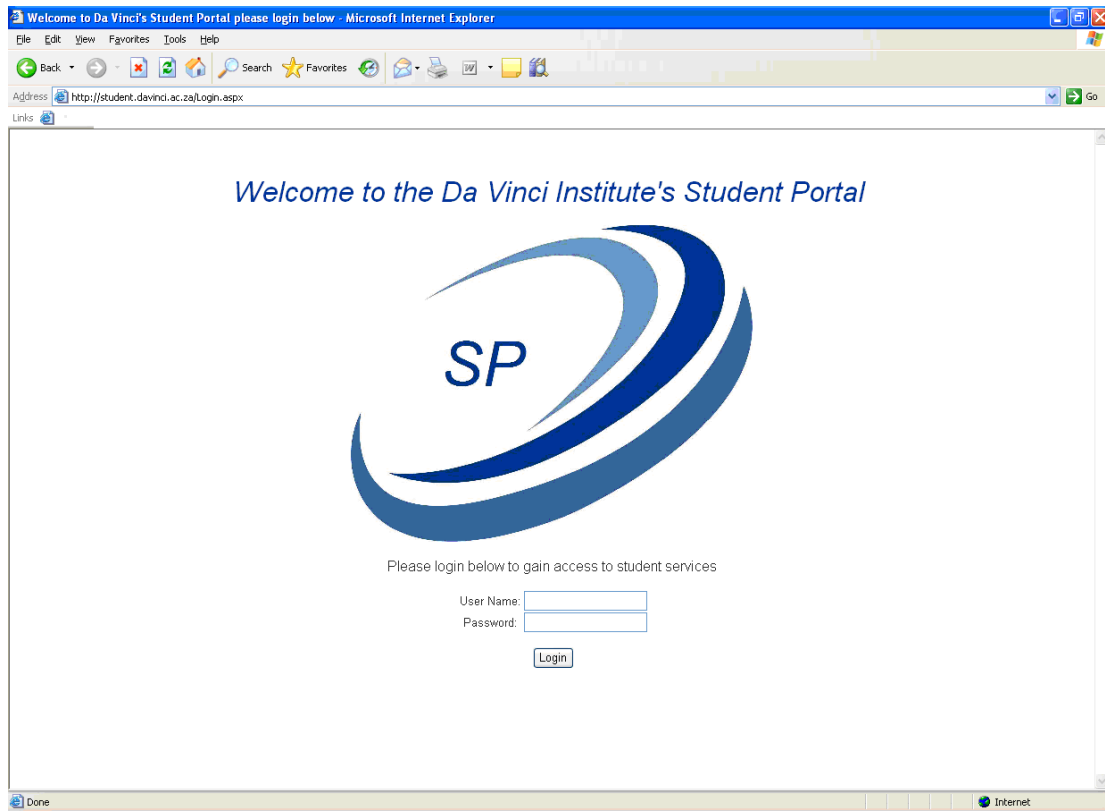 Welcome to Da Vinci's Student Portal please login below - Microsoft Internet Explorer
File Edit View Favorites Tools Help
Back Search Favorites
Address http://student.davinci.ac.za/Login.aspx Go
Links
Welcome to the Da Vinci Institute's Student Portal
SP
Please login below to gain access to student services
User Name:
Password:
Login
Done Internet